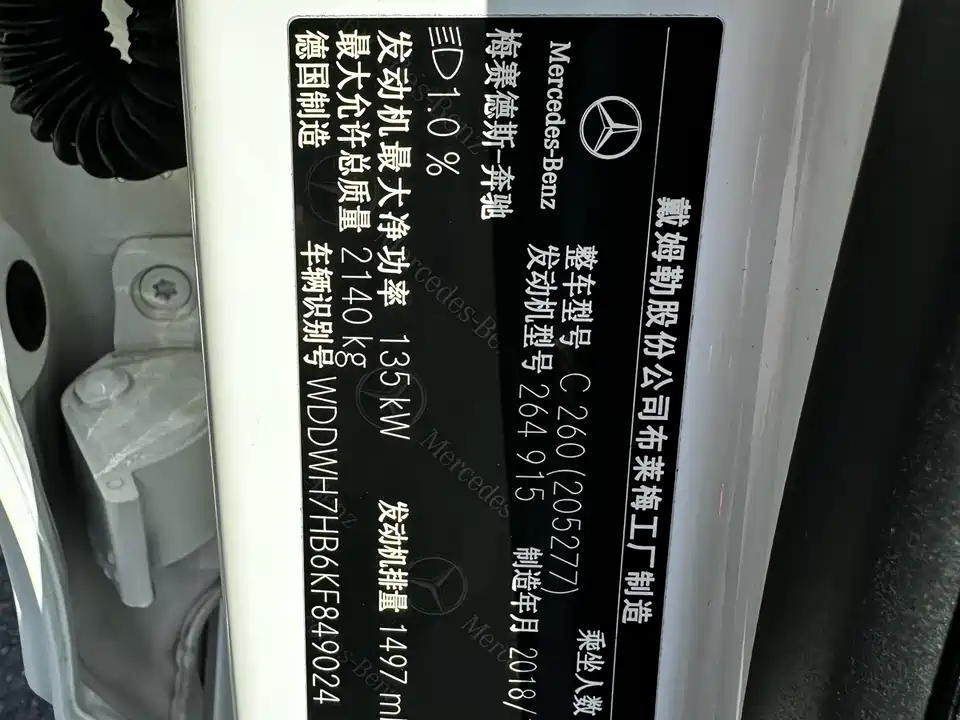 戴姆勒股份公司布莱梅工厂制造
Mercedes-Benz
梅赛德斯-奔驰
整车型号 C 260(205277) 乘坐人数
发动机型号 264 915 制造年月 2018/
1.0 %
发动机最大净功率 135kW 发动机排量 1497 ml
最大允许总质量 2140 kg
德国制造 车辆识别号 WDDWH7HB6KF849024